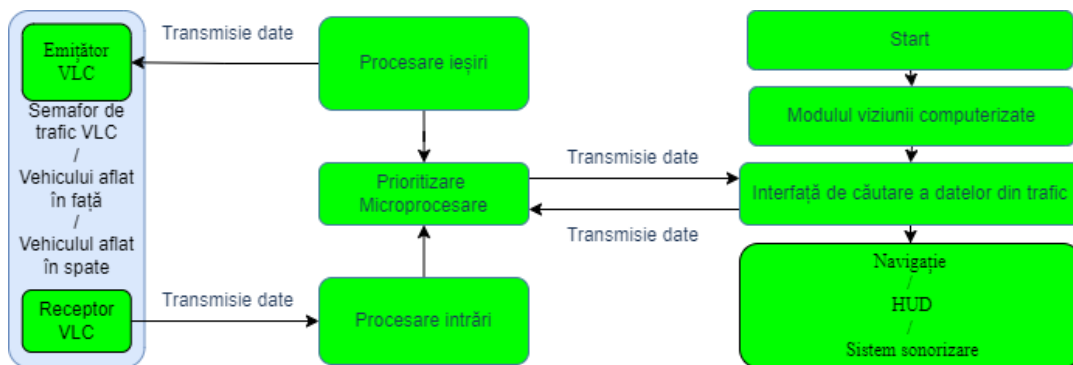 Emițător
VLC
Semafor de
trafic VLC
/
Vehicului aflat
în față
/
Vehicului aflat
în spate
Receptor
VLC
Transmisie date
Transmisie date
Procesare ieșiri
Prioritizare
Microprocesare
Procesare intrări
Transmisie date
Transmisie date
Start
Modulul viziunii computerizate
Interfață de căutare a datelor din trafic
Navigație
/
HUD
/
Sistem sonorizare